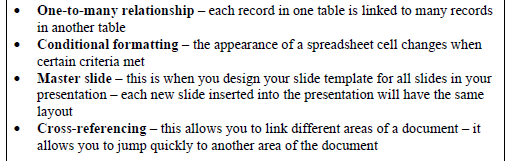 • One-to-many relationship – each record in one table is linked to many records
in another table
• Conditional formatting – the appearance of a spreadsheet cell changes when
certain criteria met
• Master slide – this is when you design your slide template for all slides in your
presentation – each new slide inserted into the presentation will have the same
layout
• Cross-referencing – this allows you to link different areas of a document – it
allows you to jump quickly to another area of the document